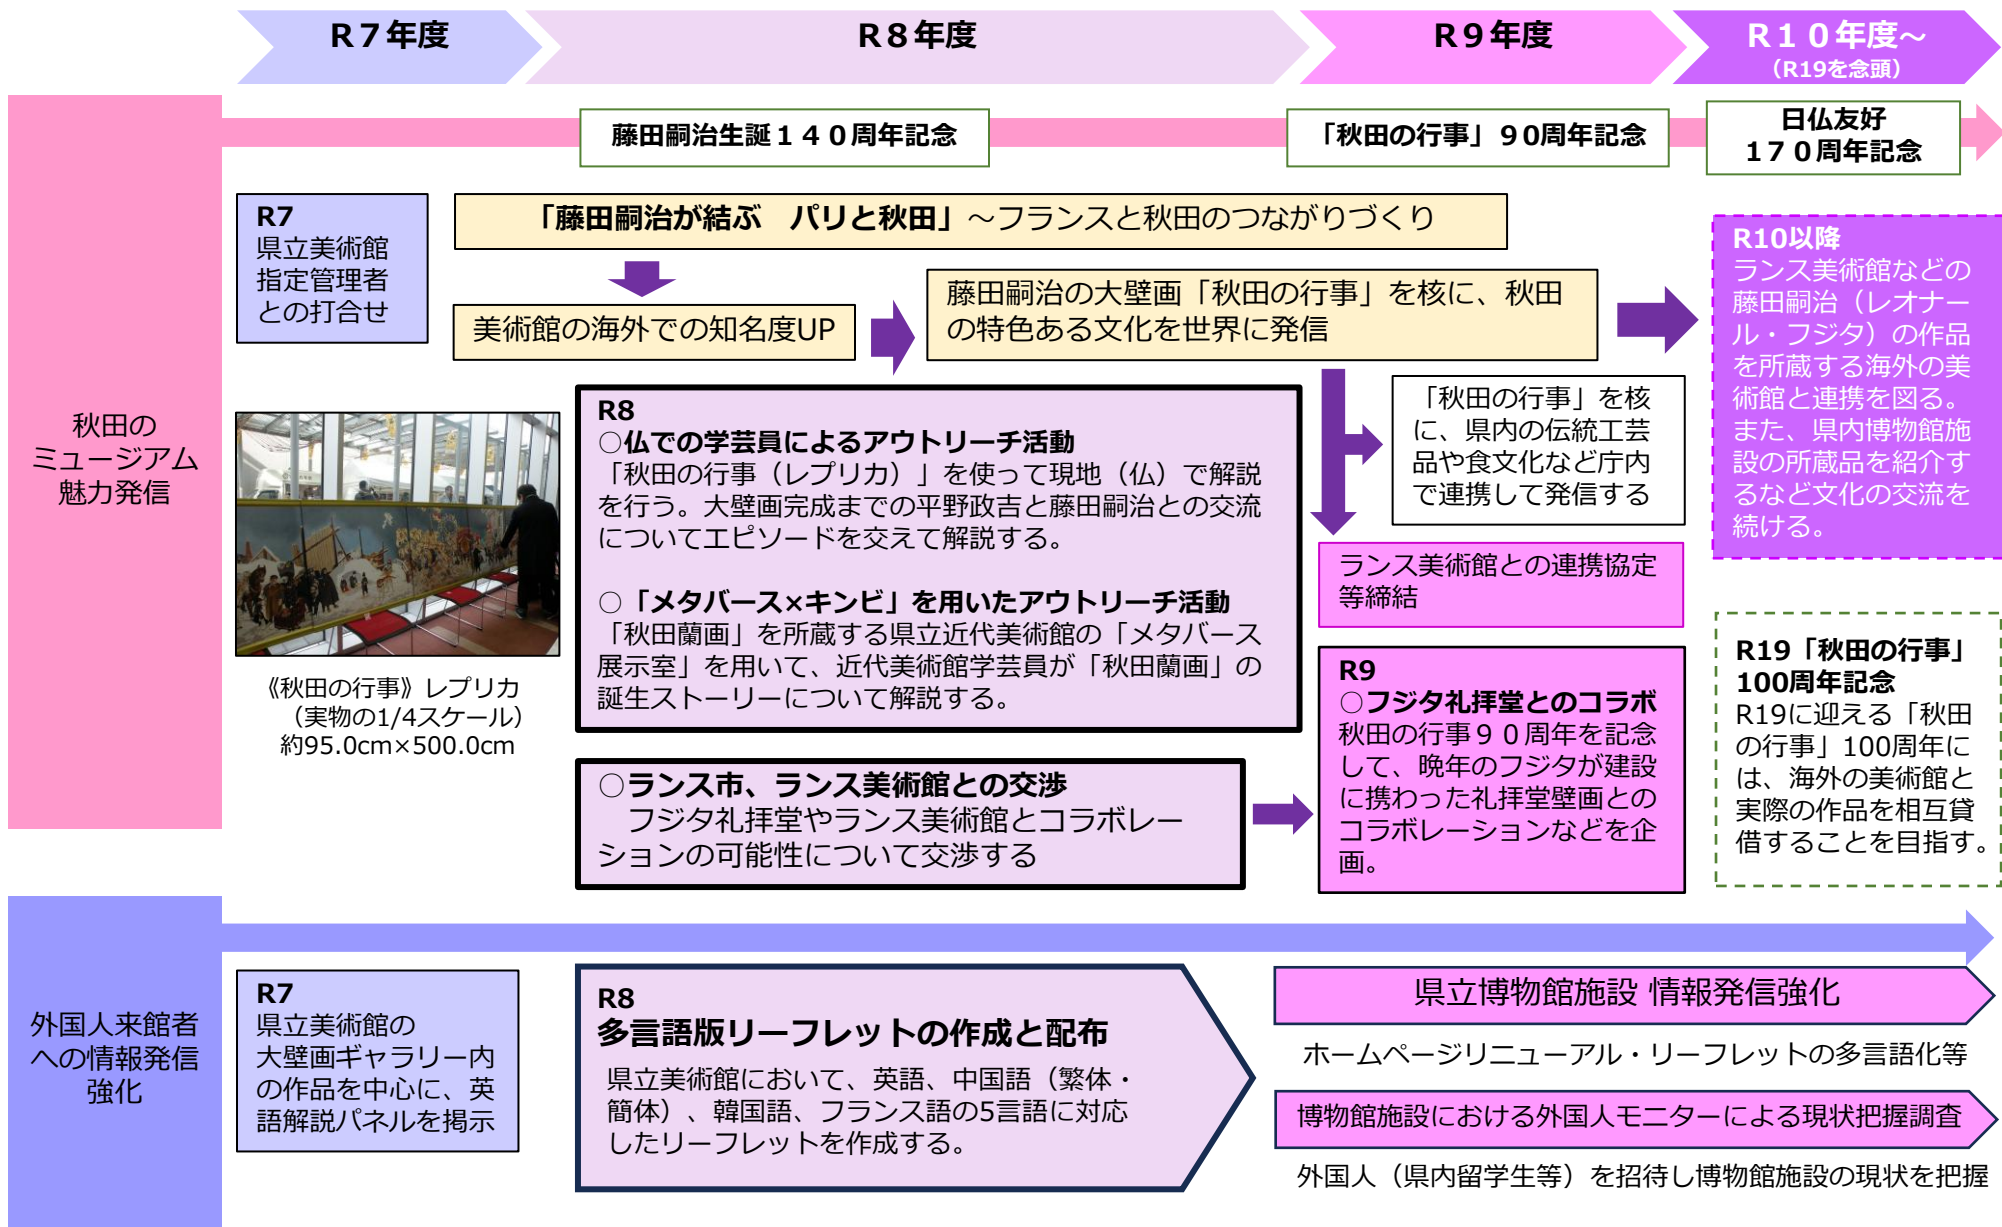 R7年度
R8年度
R9年度
R10年度～
（R19を念頭）
秋田の
ミュージアム
魅力発信
藤田嗣治生誕140周年記念
「秋田の行事」90周年記念
日仏友好
170周年記念
R7
県立美術館
指定管理者
との打合せ
「藤田嗣治が結ぶ　パリと秋田」～フランスと秋田のつながりづくり
美術館の海外での知名度UP
藤田嗣治の大壁画「秋田の行事」を核に、秋田
の特色ある文化を世界に発信
R10以降
ランス美術館などの
藤田嗣治（レオナー
ル・フジタ）の作品
を所蔵する海外の美
術館と連携を図る。
また、県内博物館施
設の所蔵品を紹介す
るなど文化の交流を
続ける。
《秋田の行事》レプリカ
（実物の1/4スケール）
約95.0cm×500.0cm
R8
○仏での学芸員によるアウトリーチ活動
「秋田の行事（レプリカ）」を使って現地（仏）で解説
を行う。大壁画完成までの平野政吉と藤田嗣治との交流
についてエピソードを交えて解説する。
○「メタバース×キンビ」を用いたアウトリーチ活動
「秋田蘭画」を所蔵する県立近代美術館の「メタバース
展示室」を用いて、近代美術館学芸員が「秋田蘭画」の
誕生ストーリーについて解説する。
「秋田の行事」を核
に、県内の伝統工芸
品や食文化など庁内
で連携して発信する
ランス美術館との連携協定
等締結
○ランス市、ランス美術館との交渉
　フジタ礼拝堂やランス美術館とコラボレー
ションの可能性について交渉する
R9
○フジタ礼拝堂とのコラボ
秋田の行事９０周年を記念
して、晩年のフジタが建設
に携わった礼拝堂壁画との
コラボレーションなどを企
画。
R19「秋田の行事」
100周年記念
R19に迎える「秋田
の行事」100周年に
は、海外の美術館と
実際の作品を相互貸
借することを目指す。
外国人来館者
への情報発信
強化
R7
県立美術館の
大壁画ギャラリー内
の作品を中心に、英
語解説パネルを掲示
R8
多言語版リーフレットの作成と配布
県立美術館において、英語、中国語（繁体・
簡体）、韓国語、フランス語の5言語に対応
したリーフレットを作成する。
県立博物館施設 情報発信強化
ホームページリニューアル・リーフレットの多言語化等
博物館施設における外国人モニターによる現状把握調査
外国人（県内留学生等）を招待し博物館施設の現状を把握